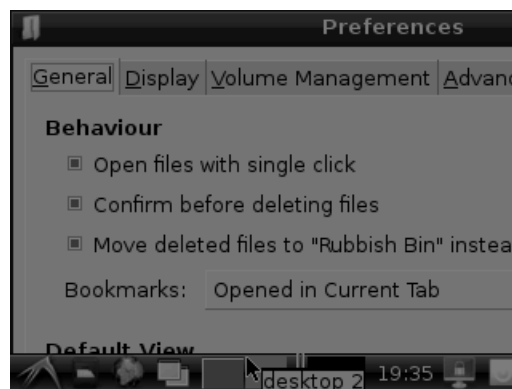 Preferences
General Display Volume Management
Behaviour
Open files with single click
Confirm before deleting files
Move deleted files to "Rubbish Bin"
Bookmarks: Opened in Current Tab
Default View
desktop 2 19:35